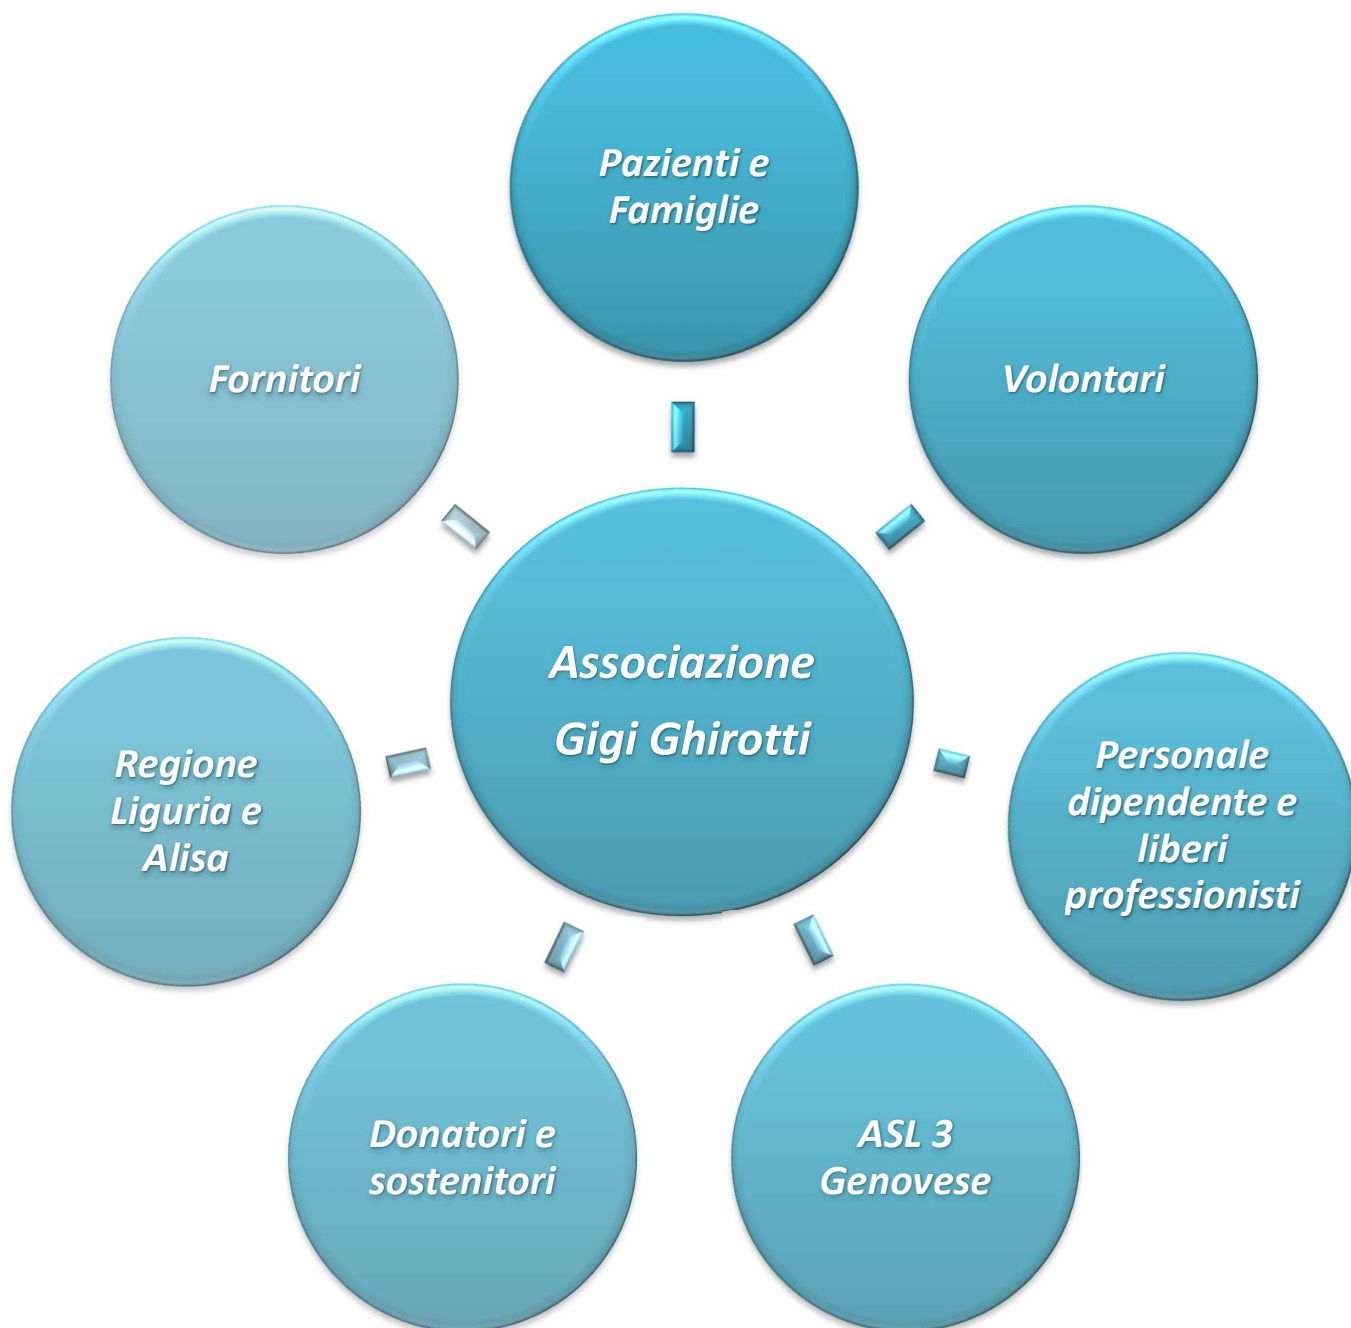 Pazienti e
Famiglie
Fornitori
Volontari
Associazione
Gigi Ghirotti
Regione
Liguria e
Alisa
Personale
dipendente e
liberi
professionisti
Donatori e
sostenitori
ASL 3
Genovese